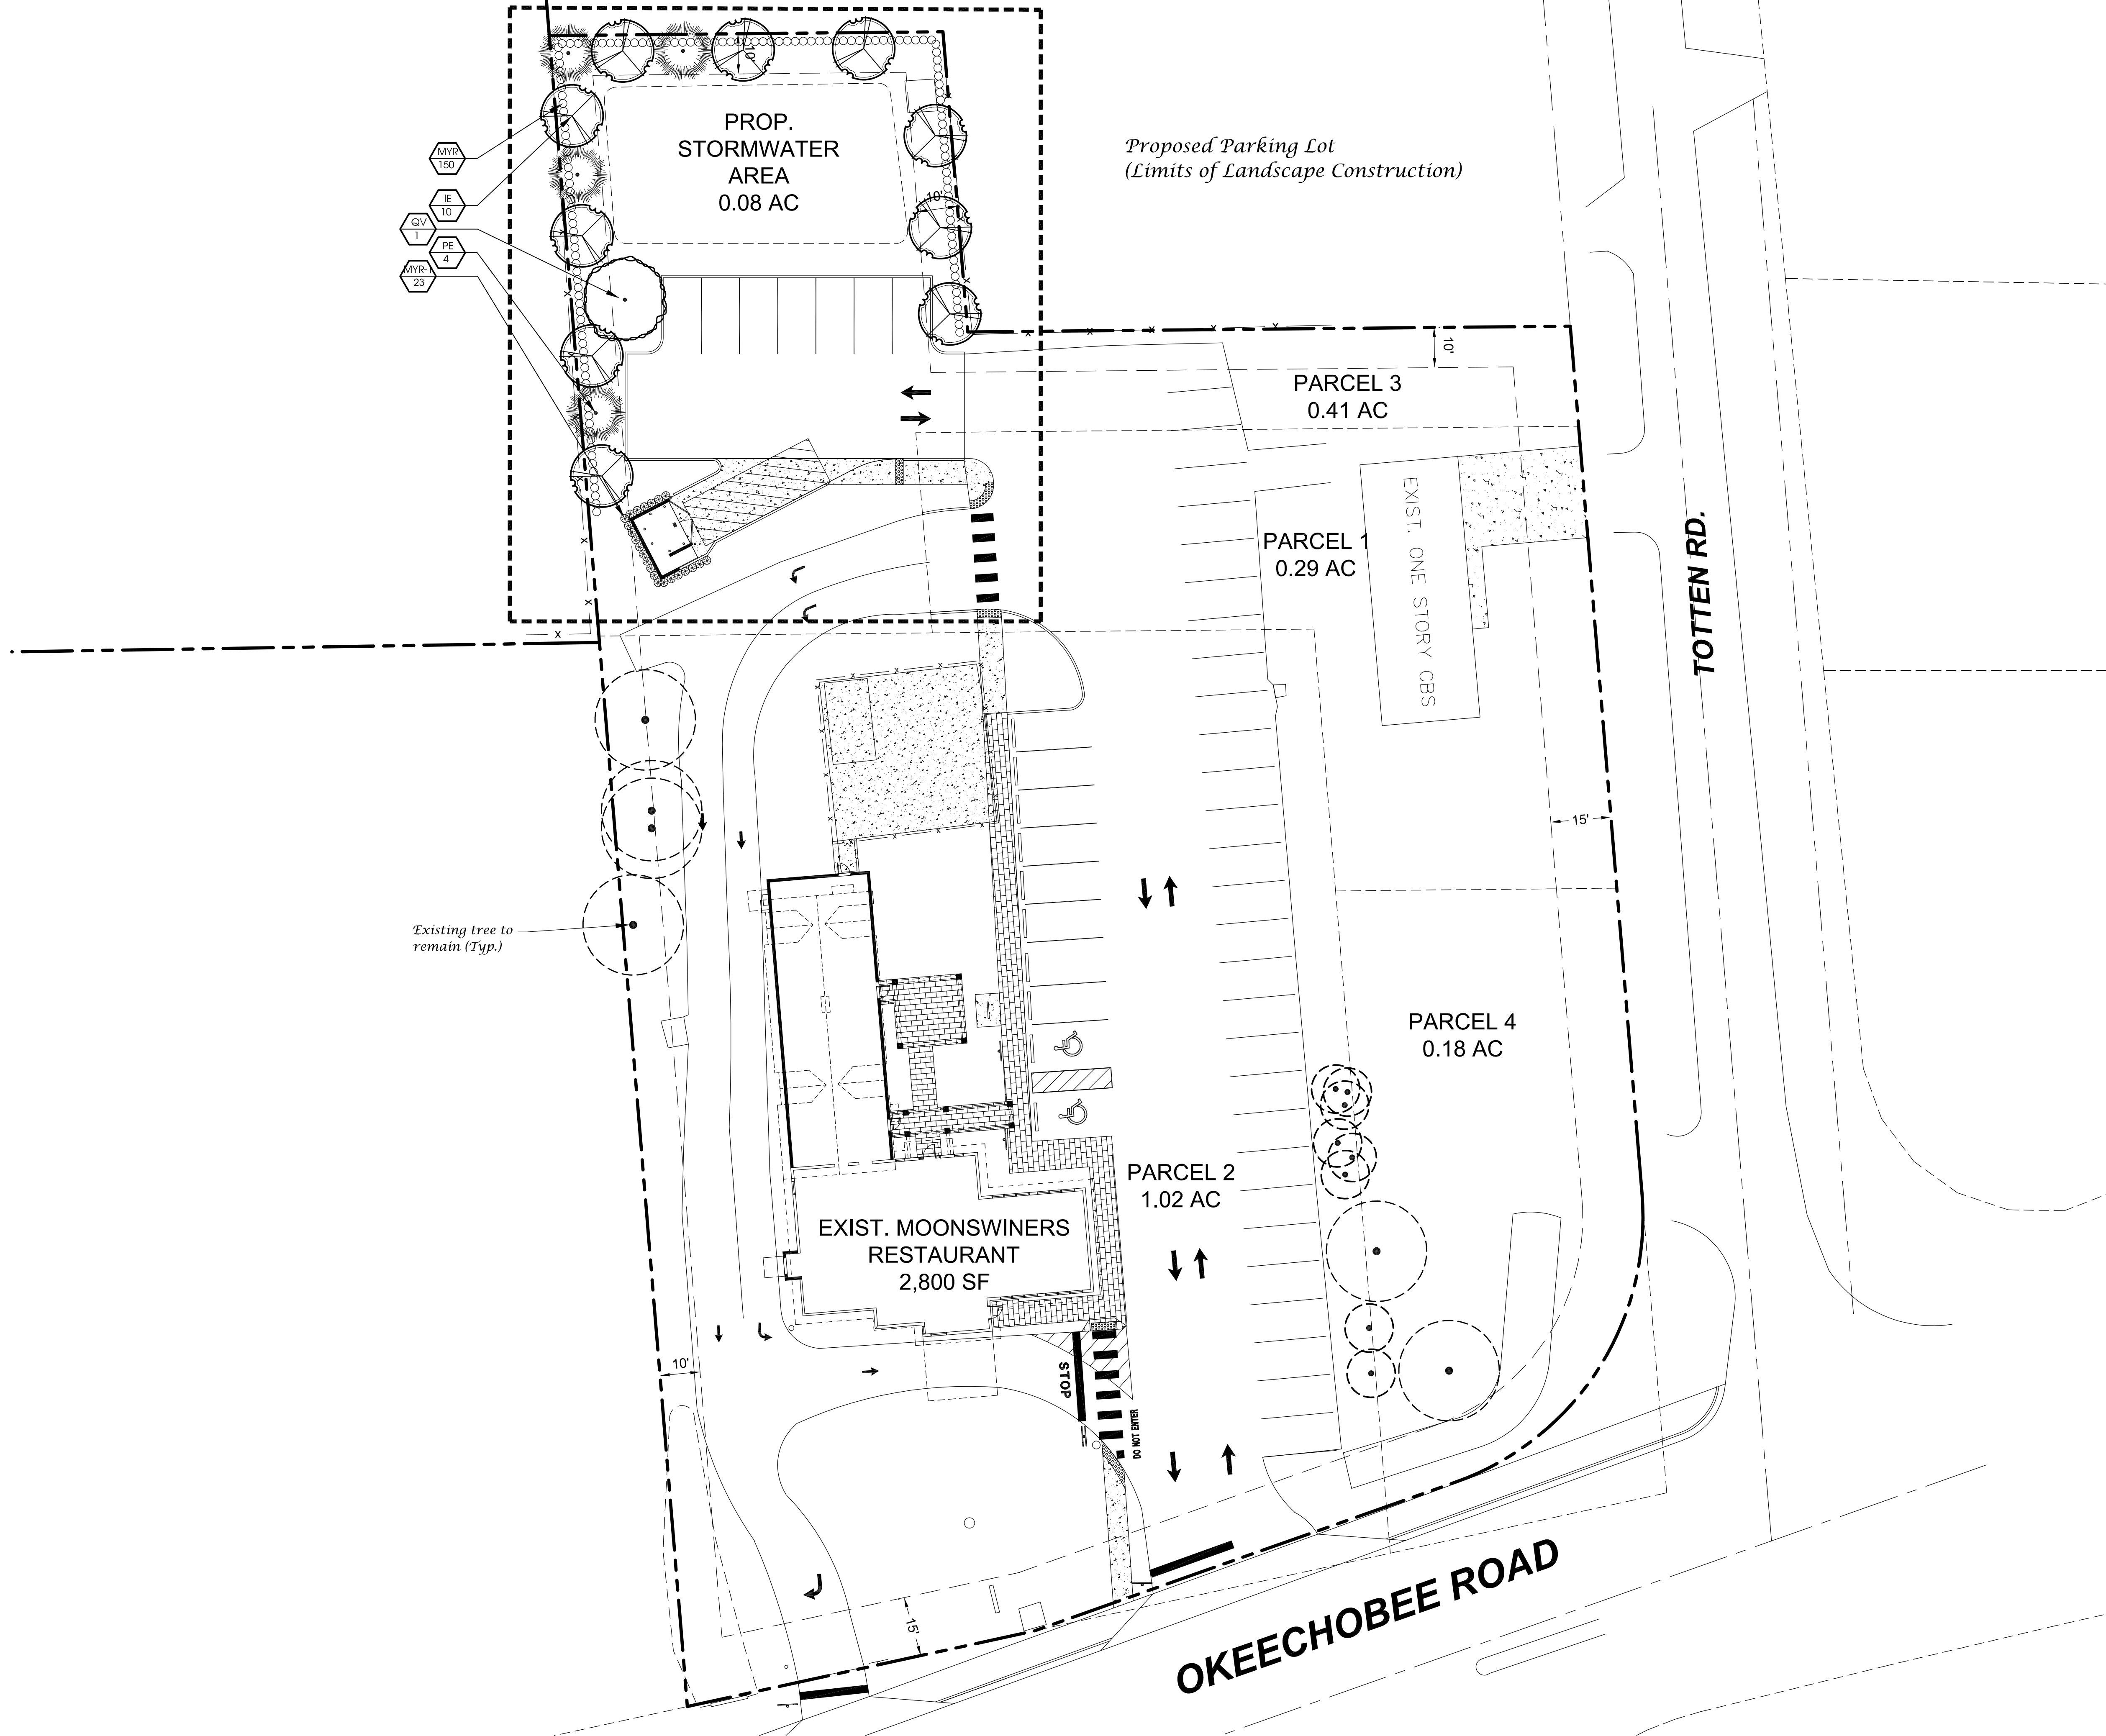 10'
PROP.
STORMWATER
AREA
0.08 AC
10'
Proposed Parking Lot
(Limits of Landscape Construction)
MYR
150
IE
10
QV
1
PE
4
MYR-1
23
10'
PARCEL 3
0.41 AC
PARCEL 1
0.29 AC
EXIST. ONE STORY CBS
TOTTEN RD.
15'
Existing tree to
remain (Typ.)
PARCEL 4
0.18 AC
PARCEL 2
1.02 AC
EXIST. MOONSWINERS
RESTAURANT
2,800 SF
10'
STOP
DO NOT ENTER
15'
OKEECHOBEE ROAD